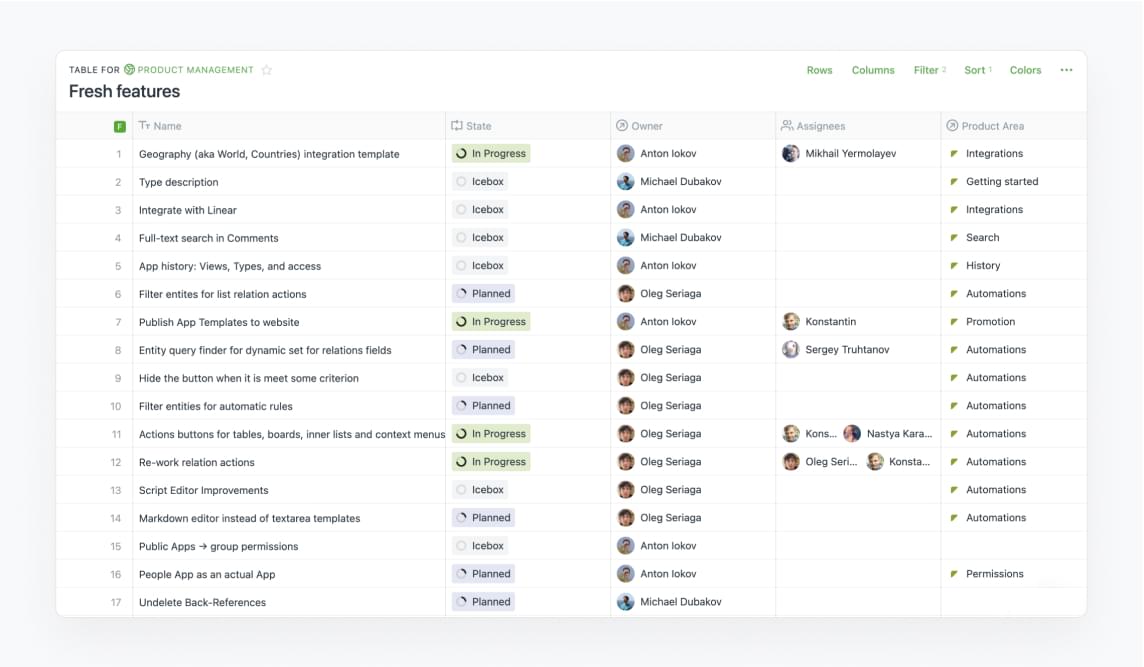 TABLE FOR PRODUCT MANAGEMENT
Rows Columns Filter 2 Sort 1 Colors
Fresh features
F Name State Owner Assignees Product Area
1 Geography (aka World, Countries) integration template In Progress Anton Iokov Mikhail Yermolayev Integrations
2 Type description Icebox Michael Dubakov Getting started
3 Integrate with Linear Icebox Anton Iokov Integrations
4 Full-text search in Comments Icebox Michael Dubakov Search
5 App history: Views, Types, and access Icebox Anton Iokov History
6 Filter entites for list relation actions Planned Oleg Seriaga Automations
7 Publish App Templates to website In Progress Anton Iokov Konstantin Promotion
8 Entity query finder for dynamic set for relations fields Planned Oleg Seriaga Sergey Truhtanov Automations
9 Hide the button when it is meet some criterion Icebox Oleg Seriaga Automations
10 Filter entities for automatic rules Planned Oleg Seriaga Automations
11 Actions buttons for tables, boards, inner lists and context menus In Progress Oleg Seriaga Kons... Nastya Kara... Automations
12 Re-work relation actions In Progress Oleg Seriaga Oleg Seri... Konsta... Automations
13 Script Editor Improvements Icebox Oleg Seriaga Automations
14 Markdown editor instead of textarea templates Planned Oleg Seriaga Automations
15 Public Apps → group permissions Icebox Anton Iokov
16 People App as an actual App Planned Anton Iokov Permissions
17 Undelete Back-References Planned Michael Dubakov